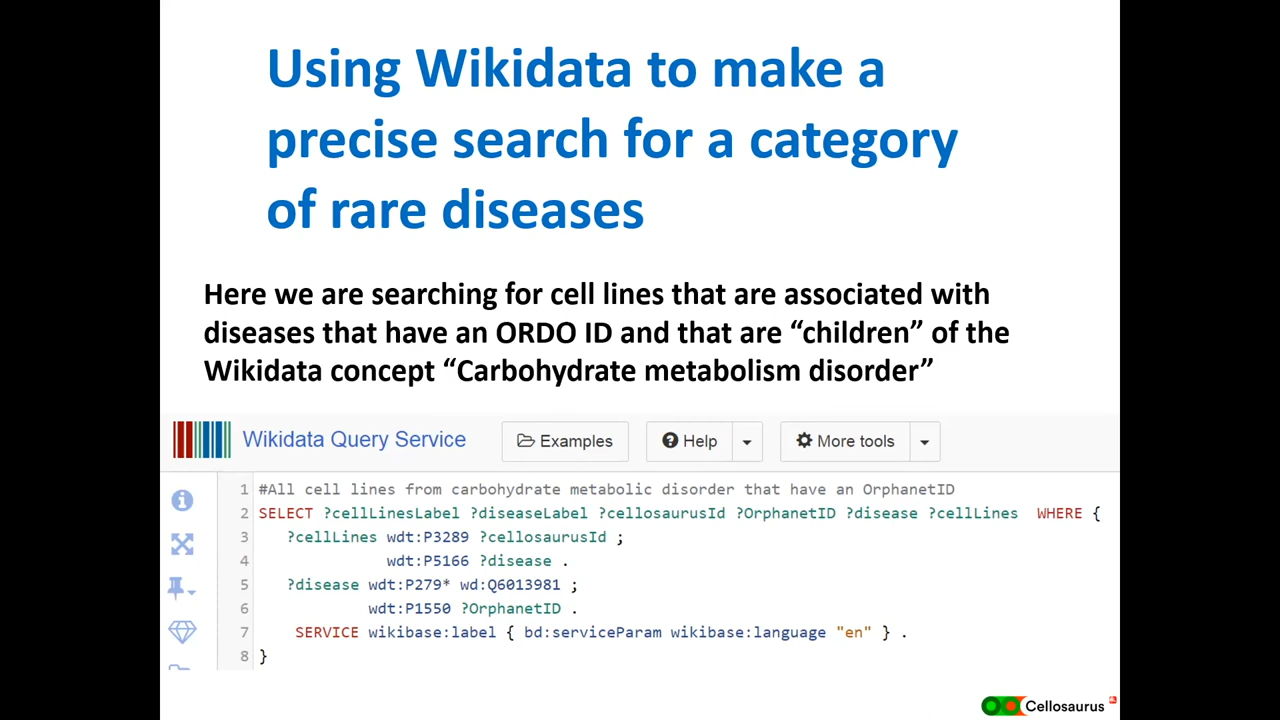 Using Wikidata to make a
precise search for a category
of rare diseases
Here we are searching for cell lines that are associated with
diseases that have an ORDO ID and that are “children” of the
Wikidata concept “Carbohydrate metabolism disorder”
Wikidata Query Service Examples Help More tools
1 #All cell lines from carbohydrate metabolic disorder that have an OrphanetID
2 SELECT ?cellLinesLabel ?diseaseLabel ?cellosaurusId ?OrphanetID ?disease ?cellLines WHERE {
3 ?cellLines wdt:P3289 ?cellosaurusId ;
4 wdt:P5166 ?disease .
5 ?disease wdt:P279* wd:Q6013981 ;
6 wdt:P1550 ?OrphanetID .
7 SERVICE wikibase:label { bd:serviceParam wikibase:language "en" } .
8 }
Cellosaurus